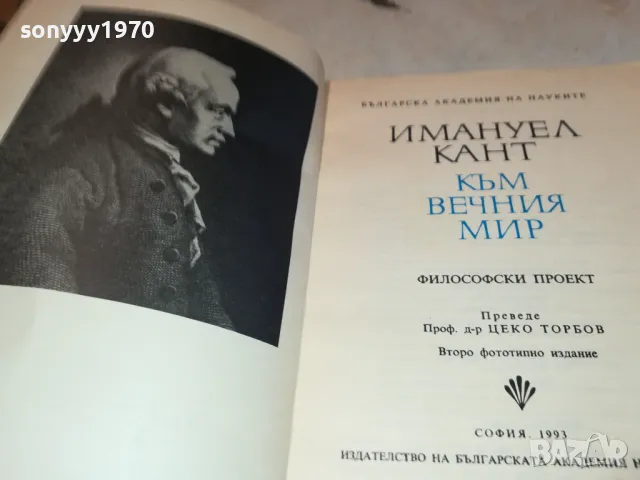 sonyyy1970
БЪЛГАРСКА АКАДЕМИЯ НА НАУКИТЕ
ИМАНУЕЛ
КАНТ
КЪМ
ВЕЧНИЯ
МИР
ФИЛОСОФСКИ ПРОЕКТ
Преведе
Проф. д-р ЦЕКО ТОРБОВ
Второ фототипно издание
СОФИЯ, 1993
ИЗДАТЕЛСТВО НА БЪЛГАРСКАТА АКАДЕМИЯ Н
BAZAR